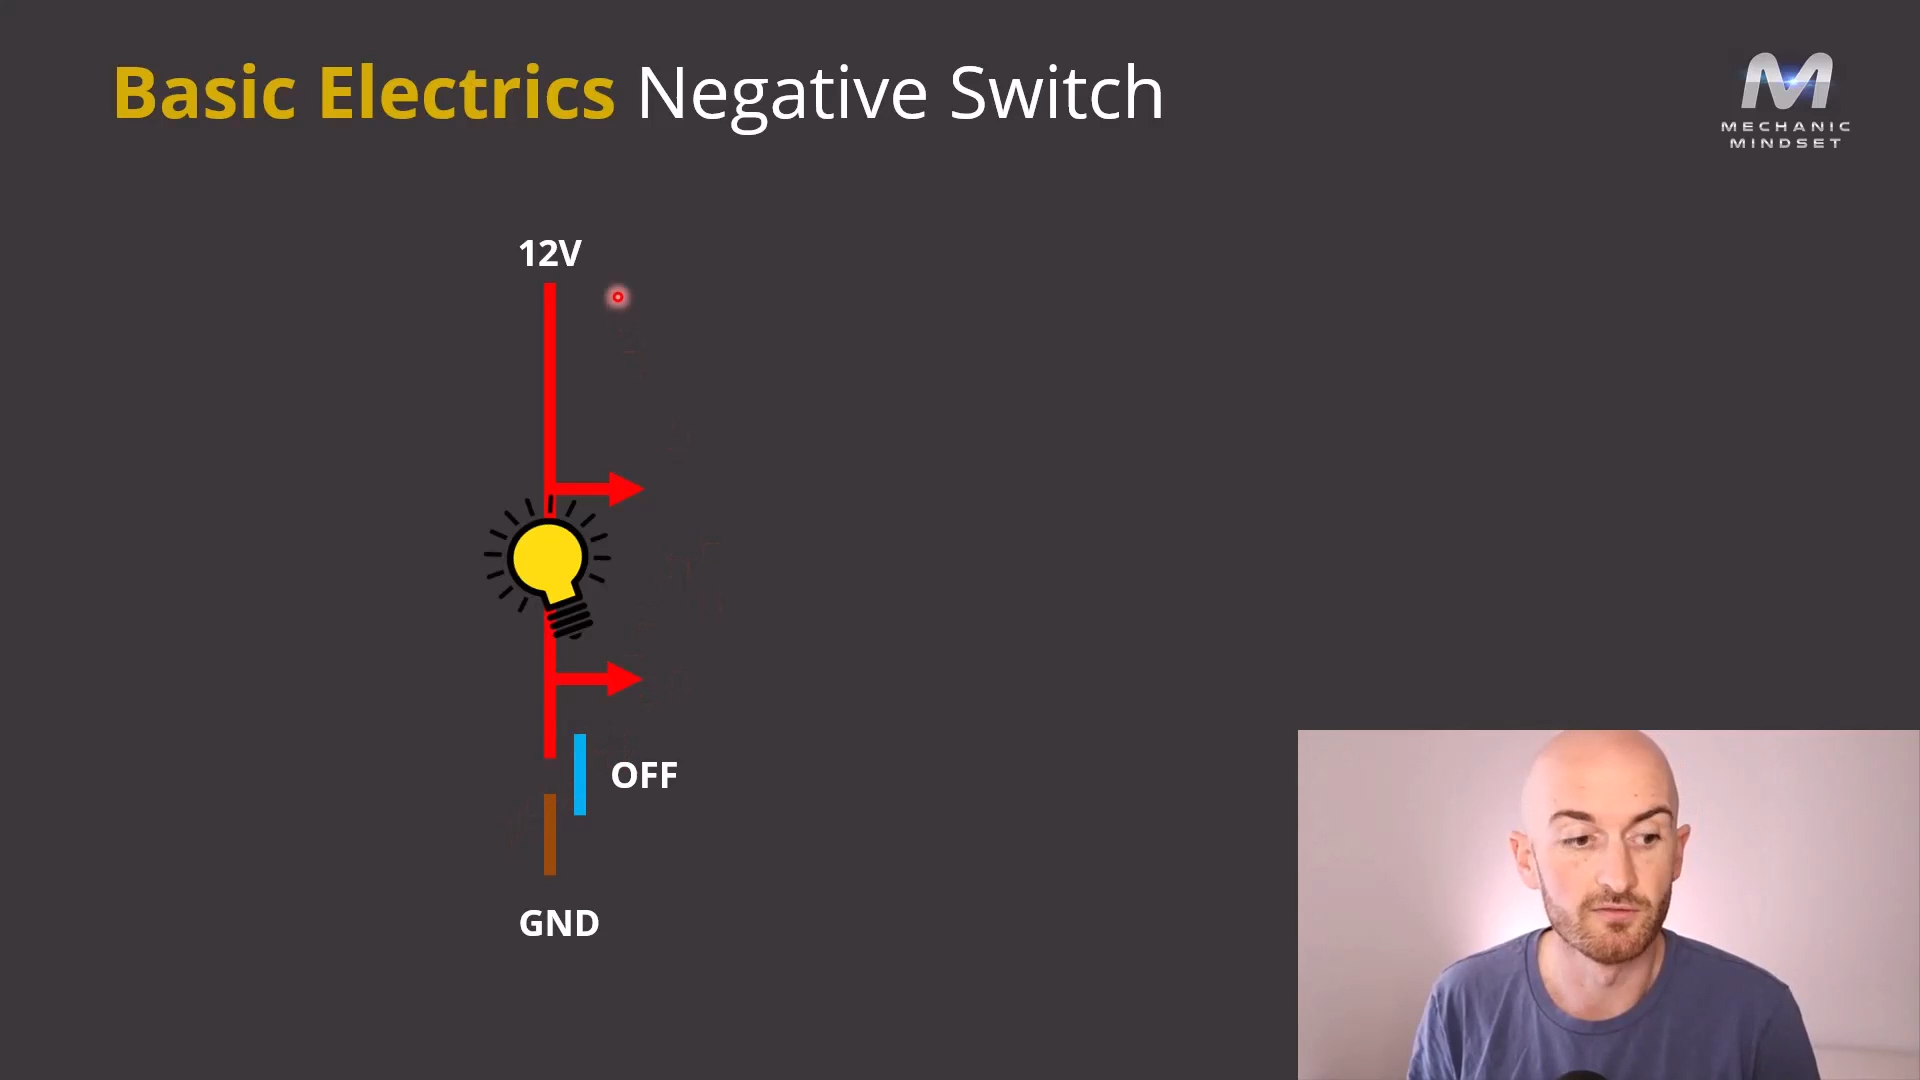 Basic Electrics Negative Switch
MECHANIC
MINDSET
12V
OFF
GND